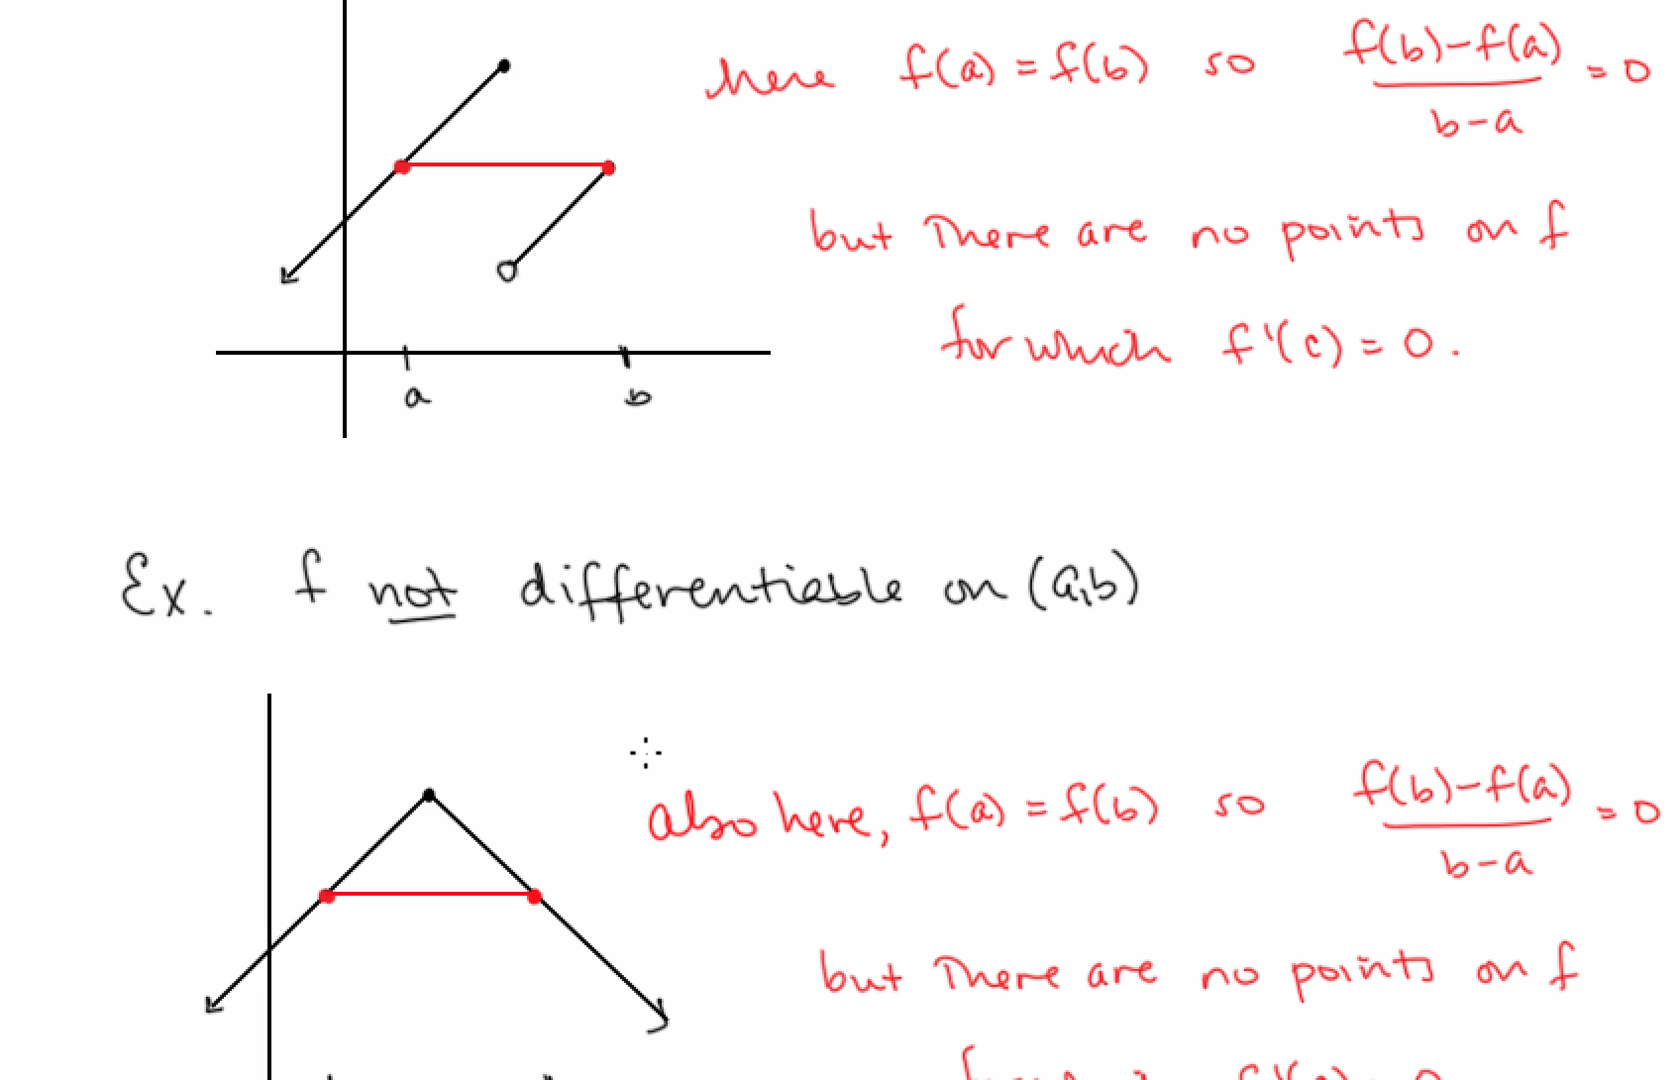 here f(a) = f(b) so f(b)-f(a) / b-a = 0
but there are no points on f
for which f'(c) = 0.
a b
Ex. f not differentiable on (a,b)
also here, f(a) = f(b) so f(b)-f(a) / b-a = 0
but there are no points on f